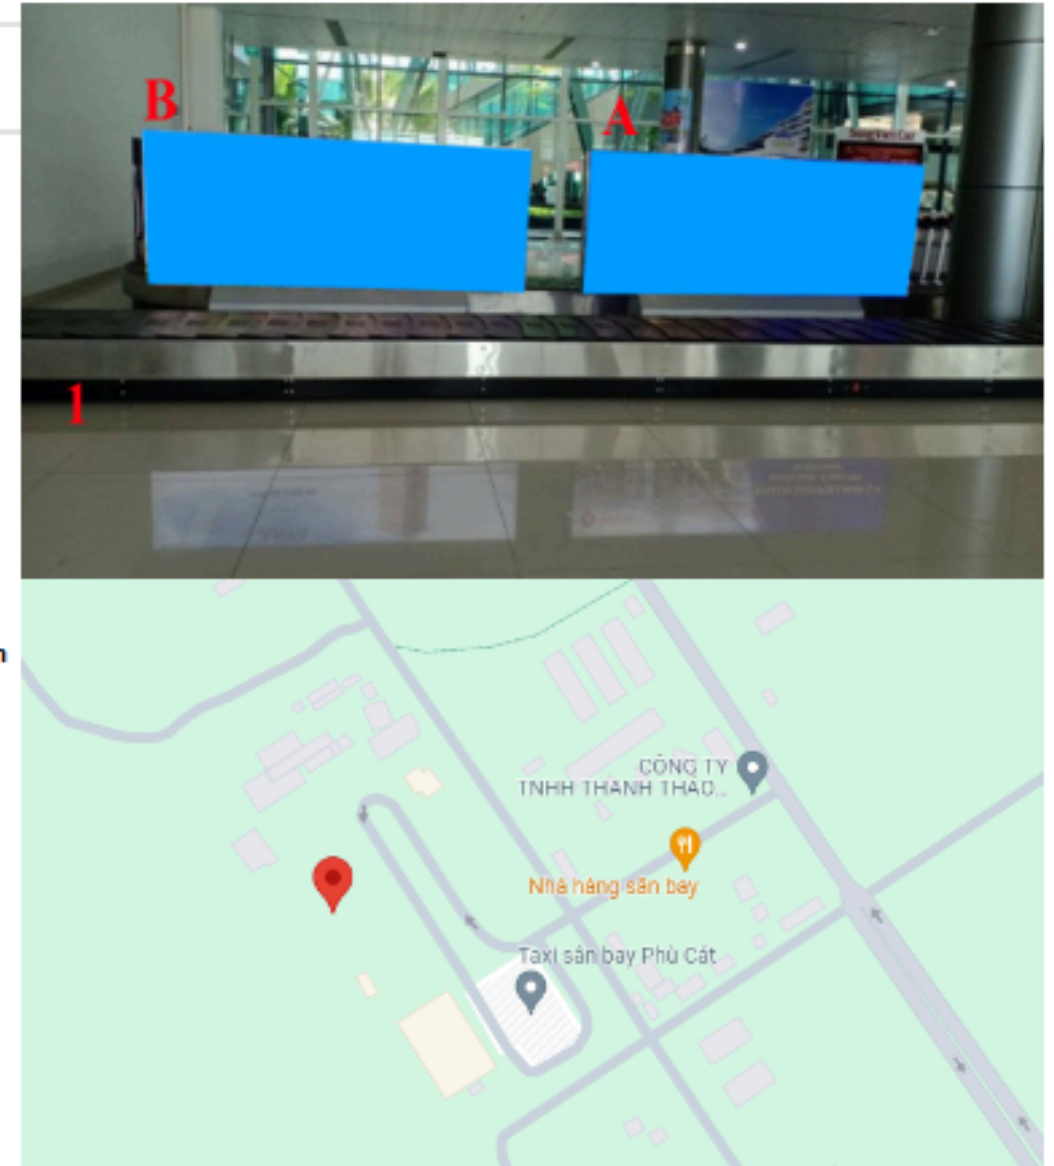 B
A
1
n
CÔNG TY
TNHH THANH THAO...
Nhà hàng sân bay
Taxi sân bay Phù Cát